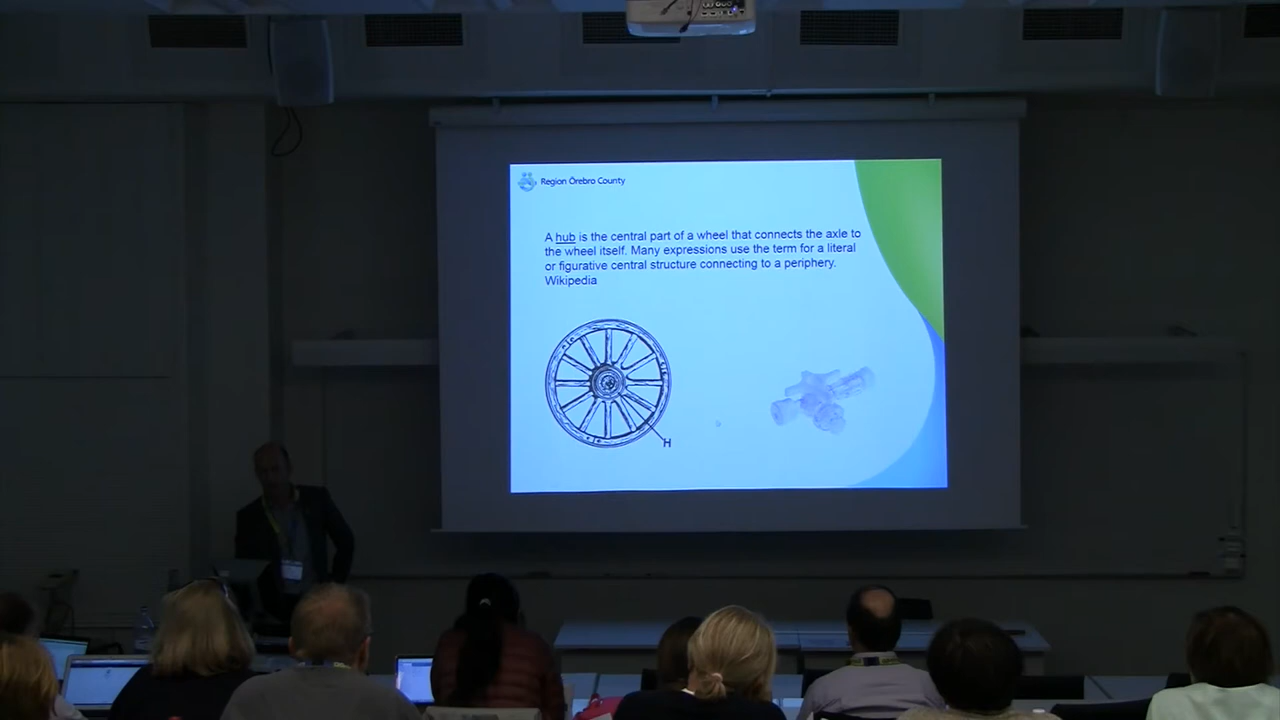 Region Örebro County
A hub is the central part of a wheel that connects the axle to
the wheel itself. Many expressions use the term for a literal
or figurative central structure connecting to a periphery.
Wikipedia
H